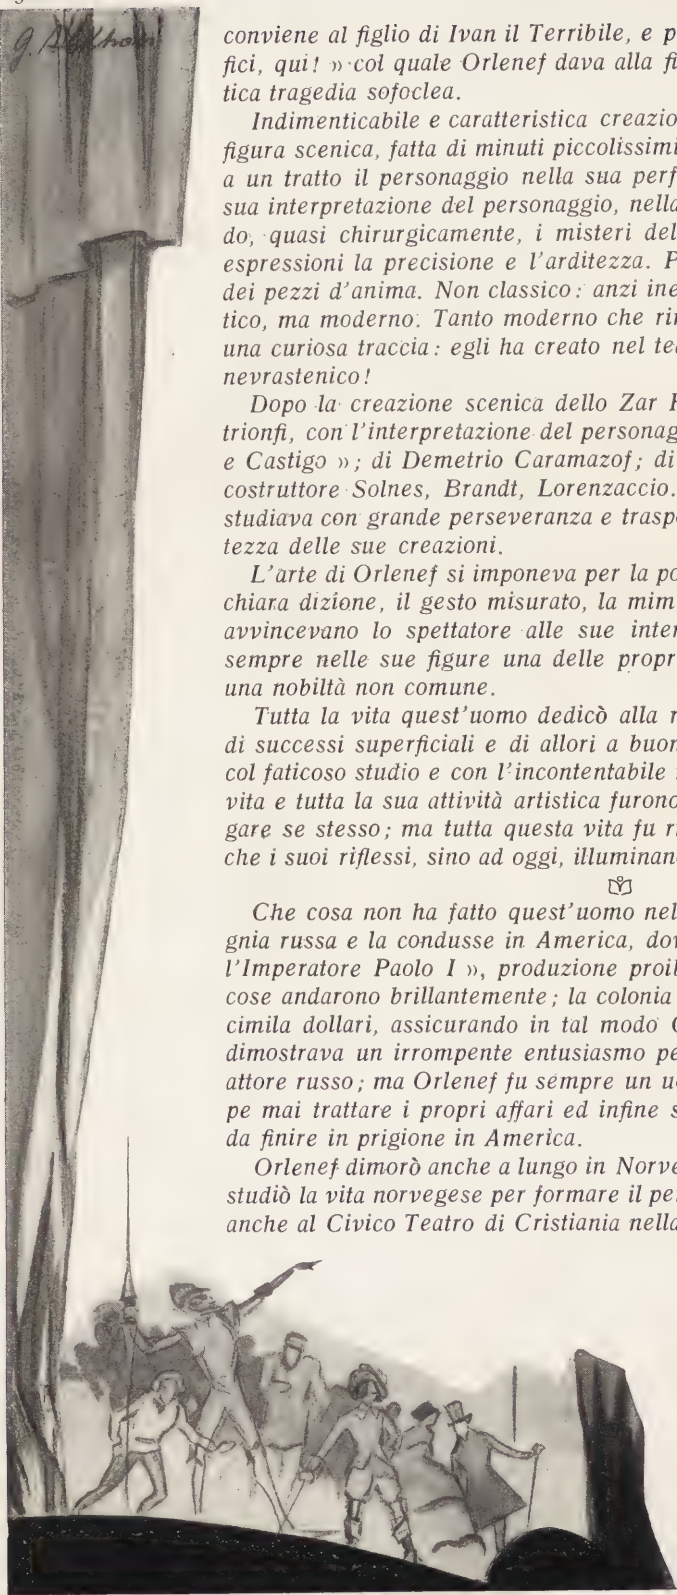 conviene al figlio di Ivan il Terribile, e p
fici, qui! » col quale Orlenef dava alla fi
tica tragedia sofoclea.
Indimenticabile e caratteristica creazio
figura scenica, fatta di minuti piccolissimi
a un tratto il personaggio nella sua perf
sua interpretazione del personaggio, nella
do, quasi chirurgicamente, i misteri del
espressioni la precisione e l'arditezza. P
dei pezzi d'anima. Non classico: anzi ine
tico, ma moderno. Tanto moderno che rin
una curiosa traccia: egli ha creato nel tea
nevrastenico!
Dopo la creazione scenica dello Zar F
trionfi, con l'interpretazione del personag
e Castigo »; di Demetrio Caramazof; di
costruttore Solnes, Brandt, Lorenzaccio.
studiava con grande perseveranza e traspo
tezza delle sue creazioni.
L'arte di Orlenef si imponeva per la po
chiara dizione, il gesto misurato, la mim
avvincevano lo spettatore alle sue inter
sempre nelle sue figure una delle propr
una nobiltà non comune.
Tutta la vita quest'uomo dedicò alla r
di successi superficiali e di allori a buon
col faticoso studio e con l'incontentabile
vita e tutta la sua attività artistica furono
gare se stesso; ma tutta questa vita fu ri
che i suoi riflessi, sino ad oggi, illuminan
Che cosa non ha fatto quest'uomo nel
gnia russa e la condusse in America, dov
l'Imperatore Paolo I », produzione proib
cose andarono brillantemente; la colonia
cimila dollari, assicurando in tal modo O
dimostrava un irrompente entusiasmo pe
attore russo; ma Orlenef fu sempre un uo
pe mai trattare i propri affari ed infine s
da finire in prigione in America.
Orlenef dimorò anche a lungo in Norve
studiò la vita norvegese per formare il pe
anche al Civico Teatro di Cristiania nella